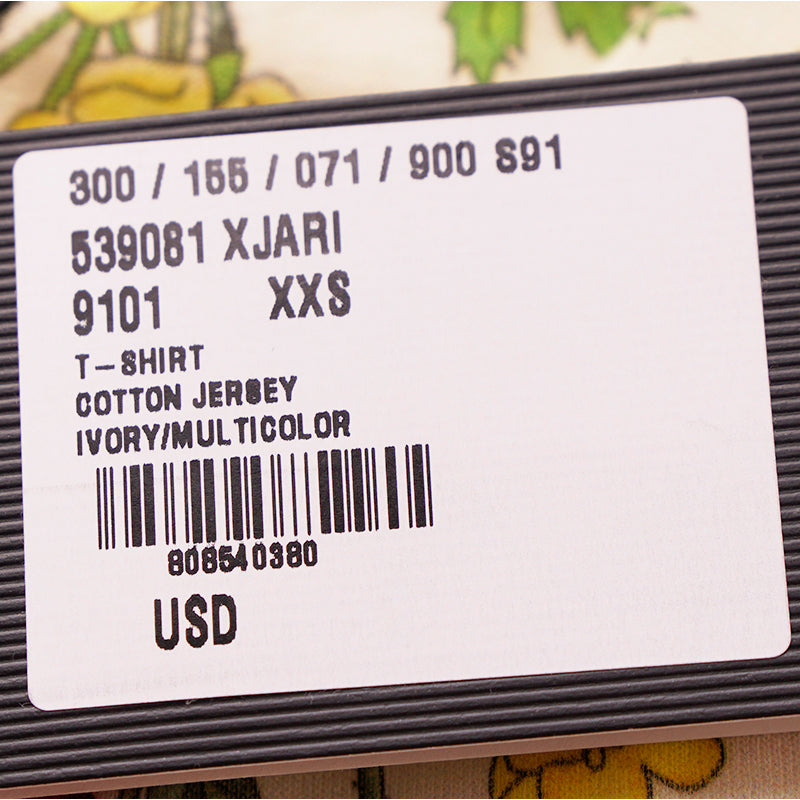 300 / 155 / 071 / 900 S91
539081 XJARI
9101 XXS
T-SHIRT
COTTON JERSEY
IVORY/MULTICOLOR
808540380
USD